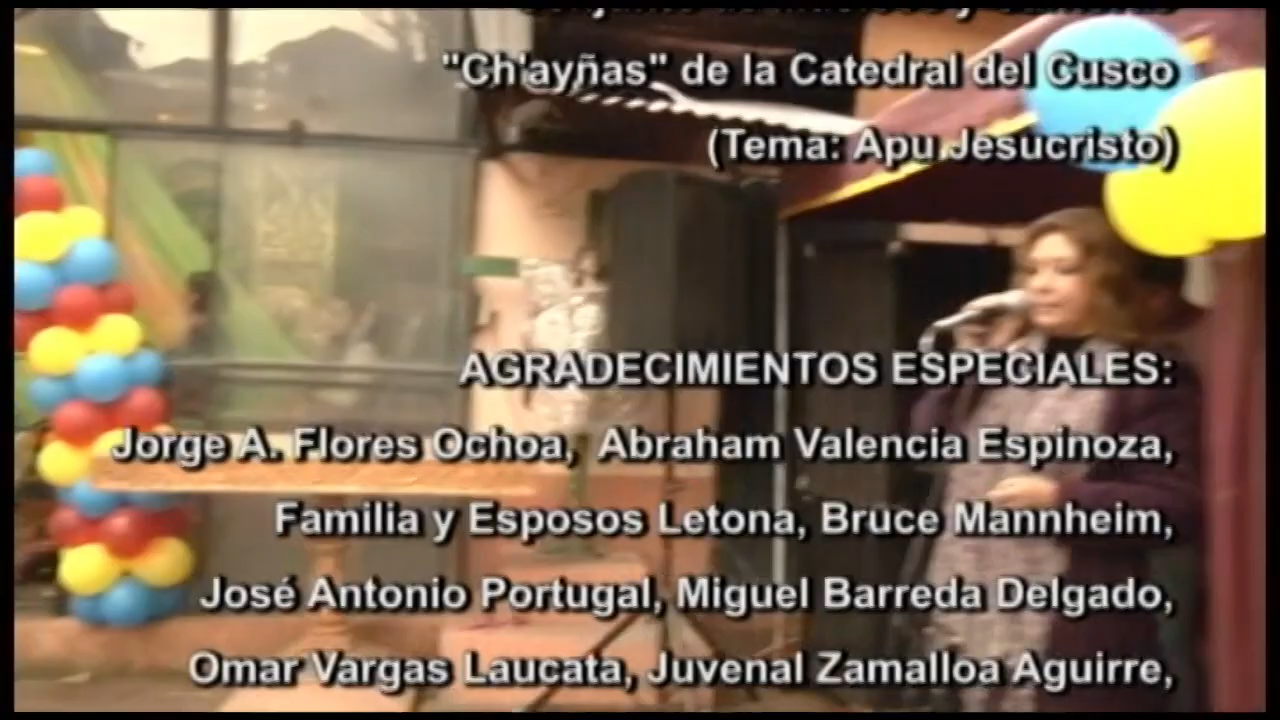 "Ch'ayñas" de la Catedral del Cusco
(Tema: Apu Jesucristo)
AGRADECIMIENTOS ESPECIALES:
Jorge A. Flores Ochoa, Abraham Valencia Espinoza,
Familia y Esposos Letona, Bruce Mannheim,
José Antonio Portugal, Miguel Barreda Delgado,
Omar Vargas Laucata, Juvenal Zamalloa Aguirre,